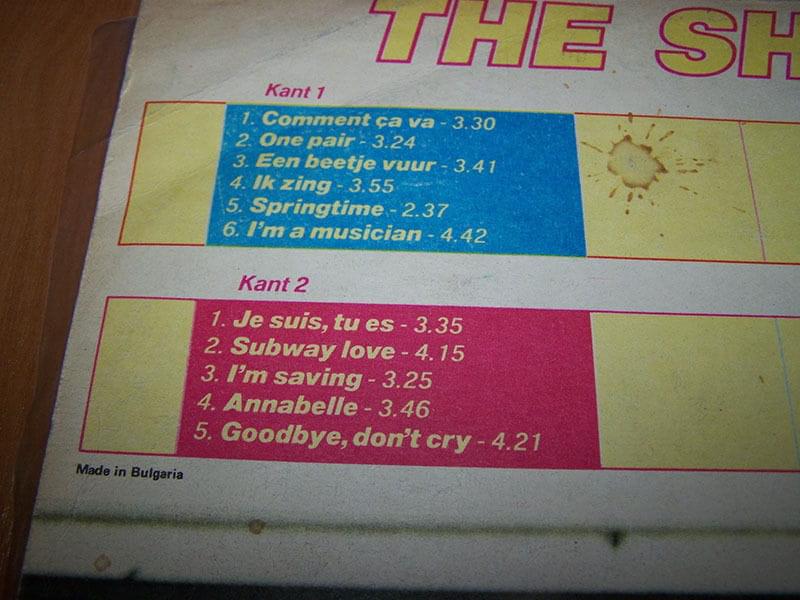 THE SH
Kant 1
1. Comment ça va - 3.30
2. One pair - 3.24
3. Een beetje vuur - 3.41
4. Ik zing - 3.55
5. Springtime - 2.37
6. I'm a musician - 4.42
Kant 2
1. Je suis, tu es - 3.35
2. Subway love - 4.15
3. I'm saving - 3.25
4. Annabelle - 3.46
5. Goodbye, don't cry - 4.21
Made in Bulgaria